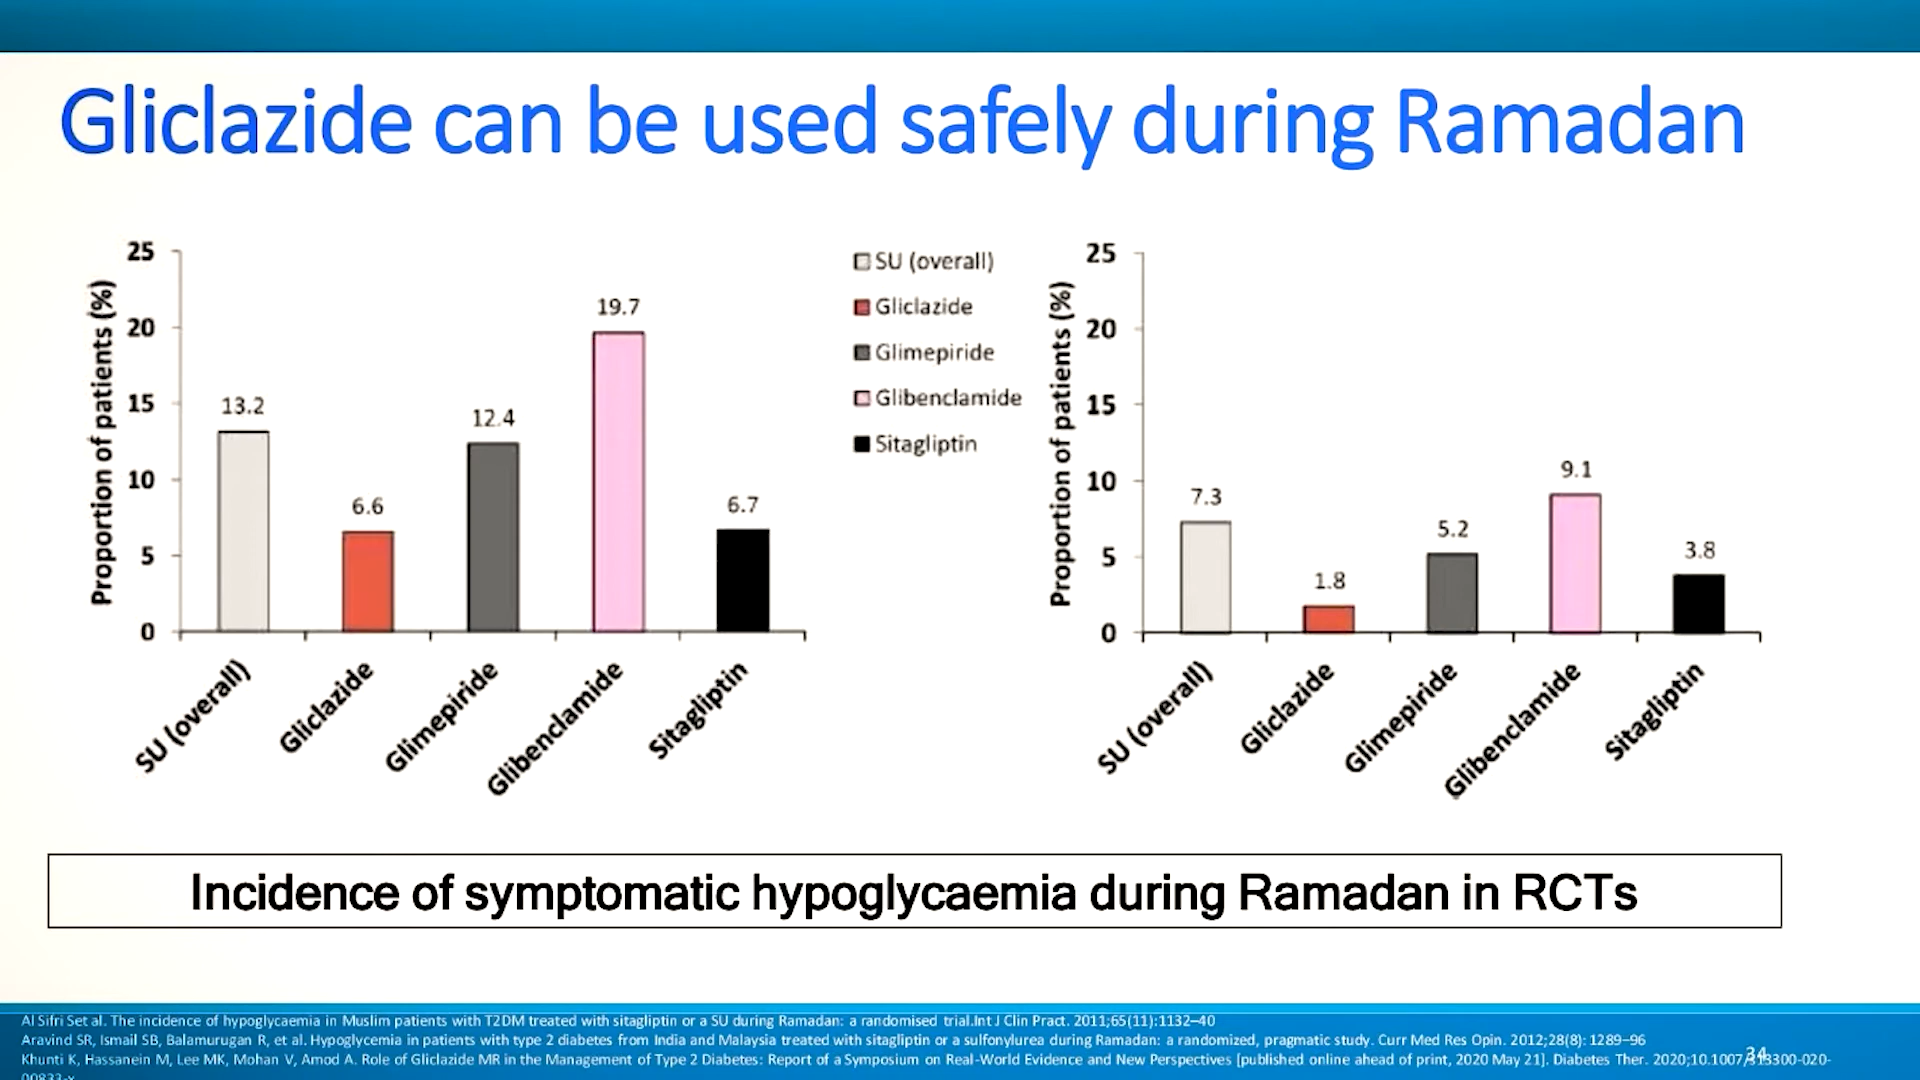 Gliclazide can be used safely during Ramadan
Proportion of patients (%)
25
20
15
10
5
0
13.2
6.6
12.4
19.7
6.7
SU (overall)
Gliclazide
Glimepiride
Glibenclamide
Sitagliptin
SU (overall)
Gliclazide
Glimepiride
Glibenclamide
Sitagliptin
Proportion of patients (%)
25
20
15
10
5
0
7.3
1.8
5.2
9.1
3.8
SU (overall)
Gliclazide
Glimepiride
Glibenclamide
Sitagliptin
Incidence of symptomatic hypoglycaemia during Ramadan in RCTs
Al Sifri Set al. The incidence of hypoglycaemia in Muslim patients with T2DM treated with sitagliptin or a SU during Ramadan: a randomised trial.Int J Clin Pract. 2011;65(11):1132–40
Aravind SR, Ismail SB, Balamurugan R, et al. Hypoglycemia in patients with type 2 diabetes from India and Malaysia treated with sitagliptin or a sulfonylurea during Ramadan: a randomized, pragmatic study. Curr Med Res Opin. 2012;28(8): 1289–96
Khunti K, Hassanein M, Lee MK, Mohan V, Amod A. Role of Gliclazide MR in the Management of Type 2 Diabetes: Report of a Symposium on Real-World Evidence and New Perspectives [published online ahead of print, 2020 May 21]. Diabetes Ther. 2020;10.1007/s13300-020-
34